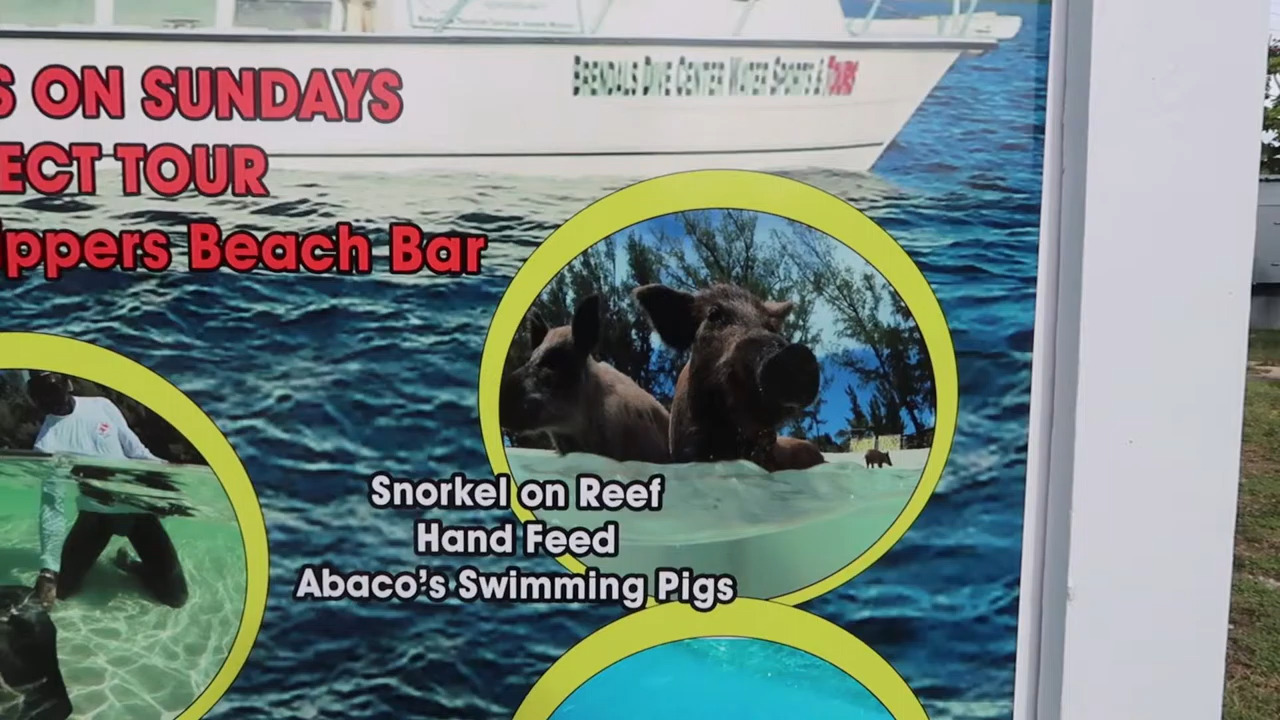 BRENDALS DIVE CENTER WATER SPORTS & TOURS
S ON SUNDAYS
ECT TOUR
ippers Beach Bar
Snorkel on Reef
Hand Feed
Abaco's Swimming Pigs